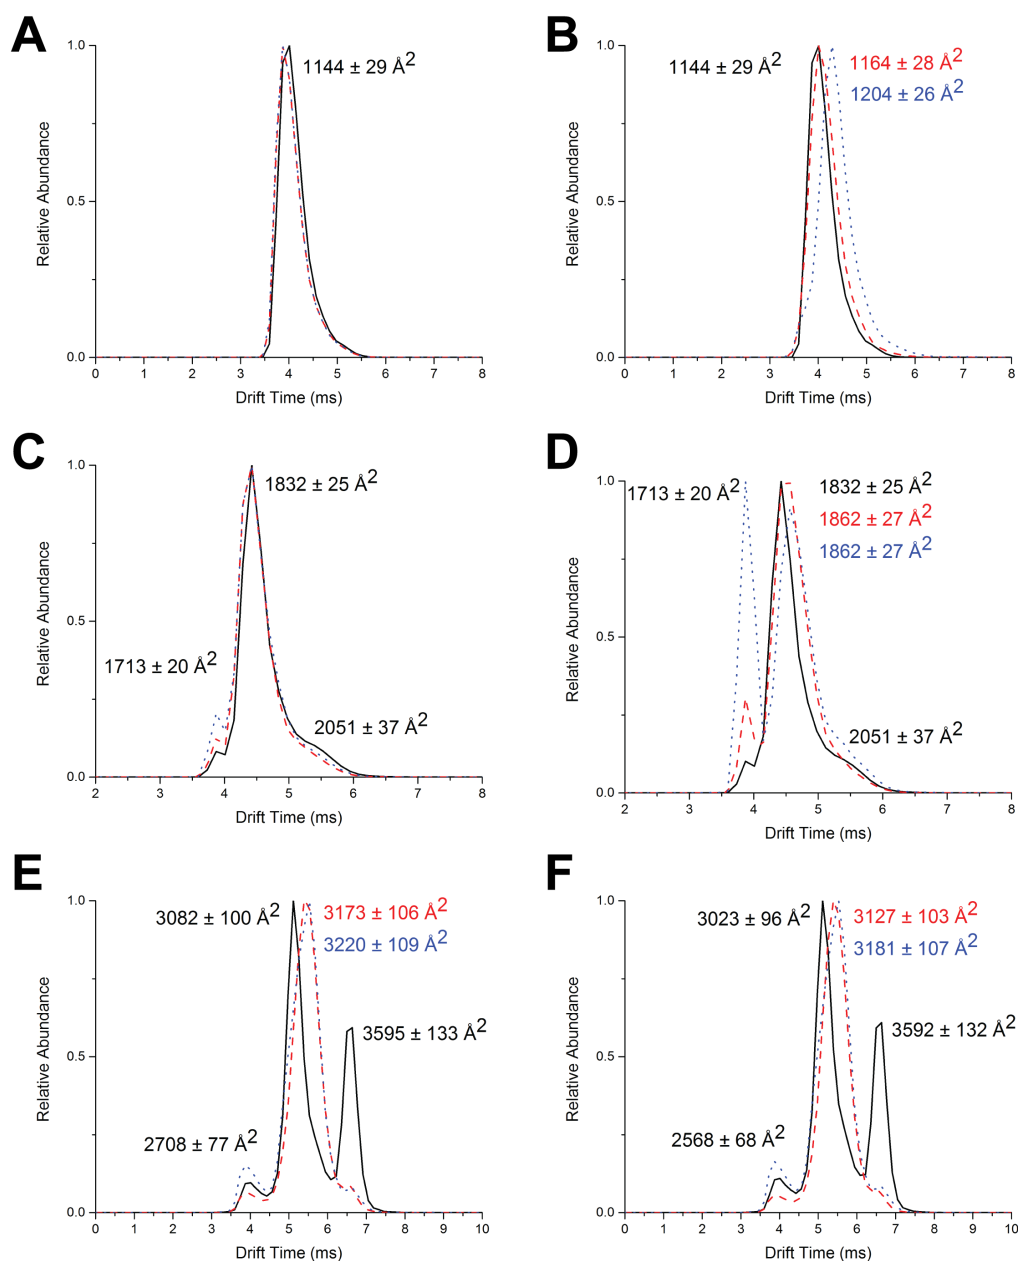 A
1.0
0.5
0.0
Relative Abundance
1144 ± 29 Å2
0 1 2 3 4 5 6 7 8
Drift Time (ms)
B
1.0
0.5
0.0
Relative Abundance
1144 ± 29 Å2
1164 ± 28 Å2
1204 ± 26 Å2
0 1 2 3 4 5 6 7 8
Drift Time (ms)
C
1.0
0.5
0.0
Relative Abundance
1832 ± 25 Å2
1713 ± 20 Å2
2051 ± 37 Å2
2 3 4 5 6 7 8
Drift Time (ms)
D
1.0
0.5
0.0
Relative Abundance
1713 ± 20 Å2
1832 ± 25 Å2
1862 ± 27 Å2
1862 ± 27 Å2
2051 ± 37 Å2
2 3 4 5 6 7 8
Drift Time (ms)
E
1.0
0.5
0.0
Relative Abundance
3082 ± 100 Å2
3173 ± 106 Å2
3220 ± 109 Å2
3595 ± 133 Å2
2708 ± 77 Å2
0 1 2 3 4 5 6 7 8 9 10
Drift Time (ms)
F
1.0
0.5
0.0
Relative Abundance
3023 ± 96 Å2
3127 ± 103 Å2
3181 ± 107 Å2
3592 ± 132 Å2
2568 ± 68 Å2
0 1 2 3 4 5 6 7 8 9 10
Drift Time (ms)